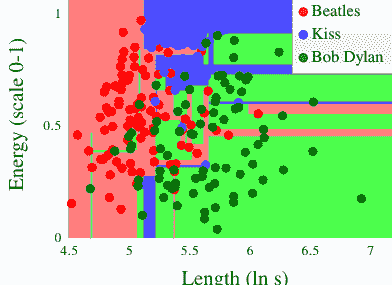 Beatles
Kiss
Bob Dylan
Energy (scale 0-1)
1
0.5
0
4.5 5 5.5 6 6.5 7
Length (ln s)